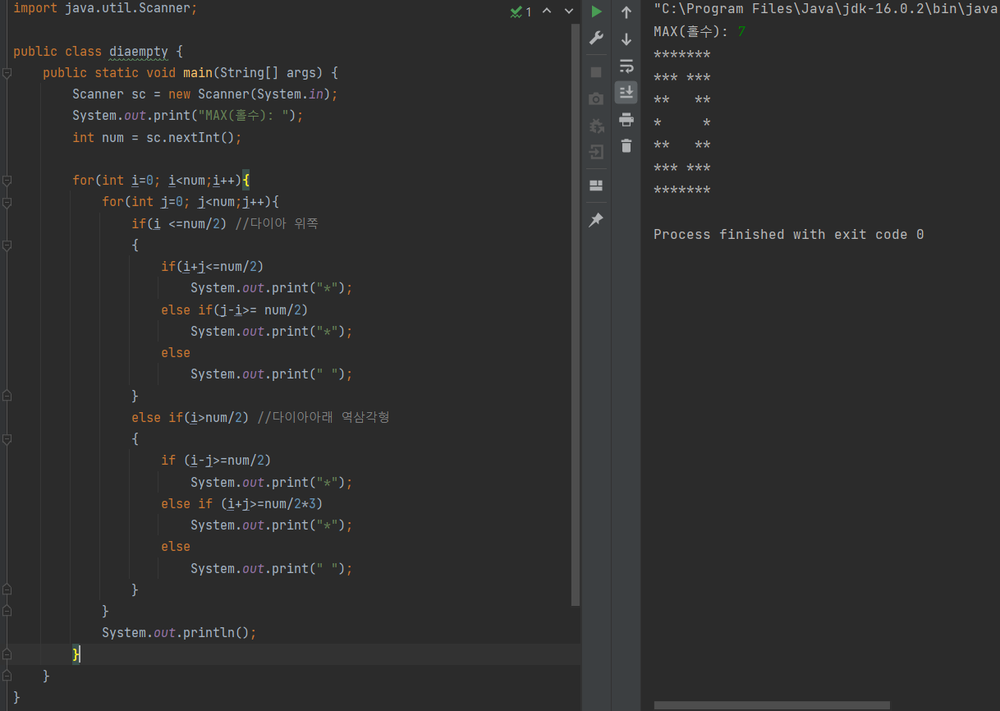 import java.util.Scanner;
public class diaempty {
public static void main(String[] args) {
Scanner sc = new Scanner(System.in);
System.out.print("MAX(홀수): ");
int num = sc.nextInt();
for(int i=0; i<num;i++){
for(int j=0; j<num;j++){
if(i <=num/2) //다이아 위쪽
{
if(i+j<=num/2)
System.out.print("*");
else if(j-i>= num/2)
System.out.print("*");
else
System.out.print(" ");
}
else if(i>num/2) //다이아아래 역삼각형
{
if (i-j>=num/2)
System.out.print("*");
else if (i+j>=num/2*3)
System.out.print("*");
else
System.out.print(" ");
}
}
System.out.println();
}
}
}
1
"C:\Program Files\Java\jdk-16.0.2\bin\java
MAX(홀수): 7
*******
*** ***
**   **
*     *
**   **
*** ***
*******
Process finished with exit code 0